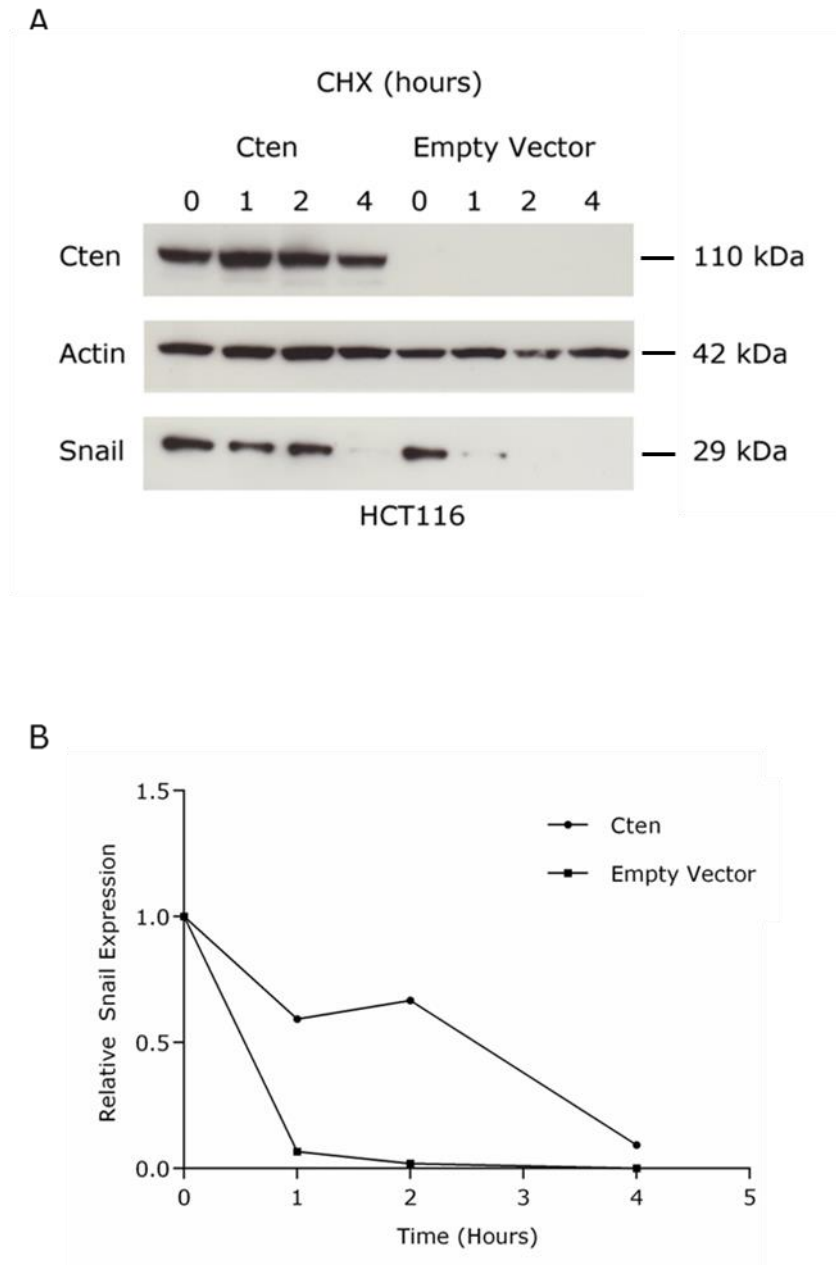 A
CHX (hours)
Cten Empty Vector
0 1 2 4 0 1 2 4
Cten 110 kDa
Actin 42 kDa
Snail 29 kDa
HCT116
B
1.5
1.0
0.5
0.0
Relative Snail Expression
Cten
Empty Vector
0 1 2 3 4 5
Time (Hours)